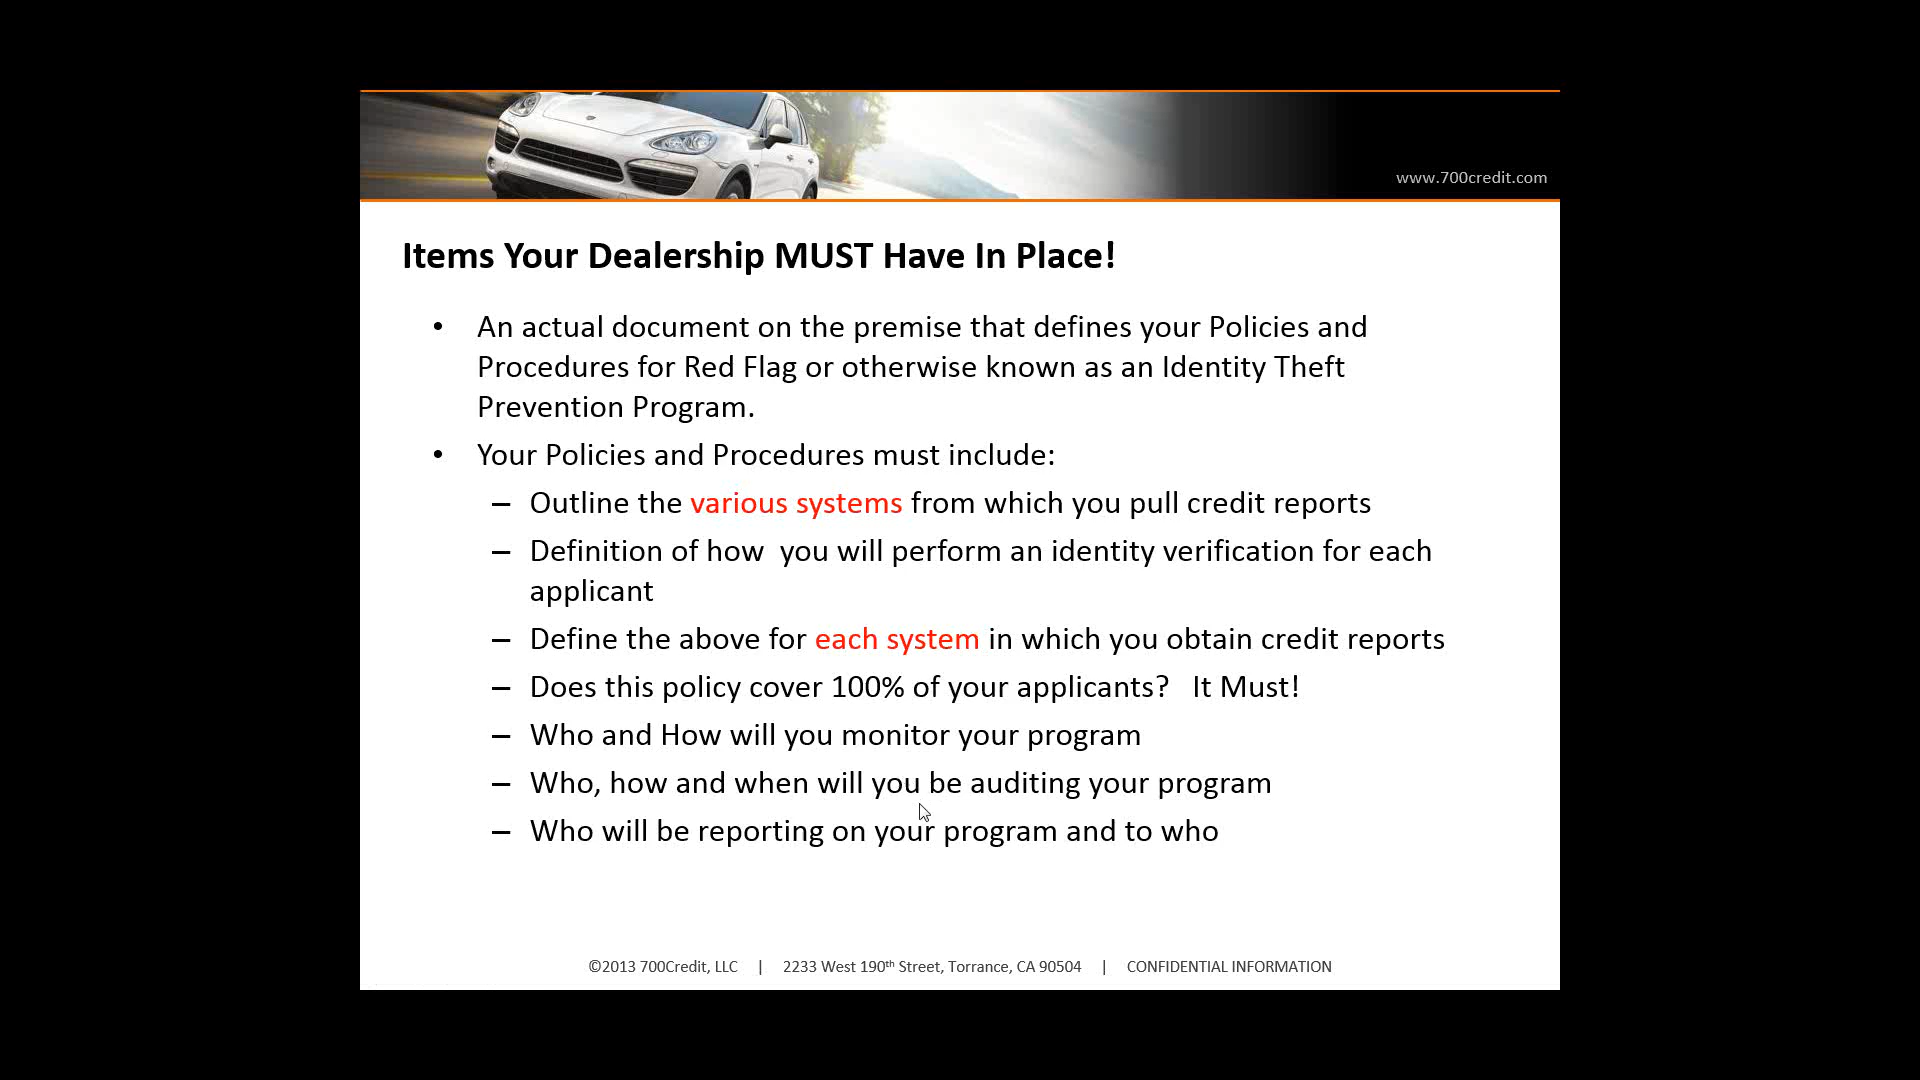 www.700credit.com
Items Your Dealership MUST Have In Place!
• An actual document on the premise that defines your Policies and
Procedures for Red Flag or otherwise known as an Identity Theft
Prevention Program.
• Your Policies and Procedures must include:
– Outline the various systems from which you pull credit reports
– Definition of how  you will perform an identity verification for each
applicant
– Define the above for each system in which you obtain credit reports
– Does this policy cover 100% of your applicants?   It Must!
– Who and How will you monitor your program
– Who, how and when will you be auditing your program
– Who will be reporting on your program and to who
©2013 700Credit, LLC | 2233 West 190th Street, Torrance, CA 90504 | CONFIDENTIAL INFORMATION